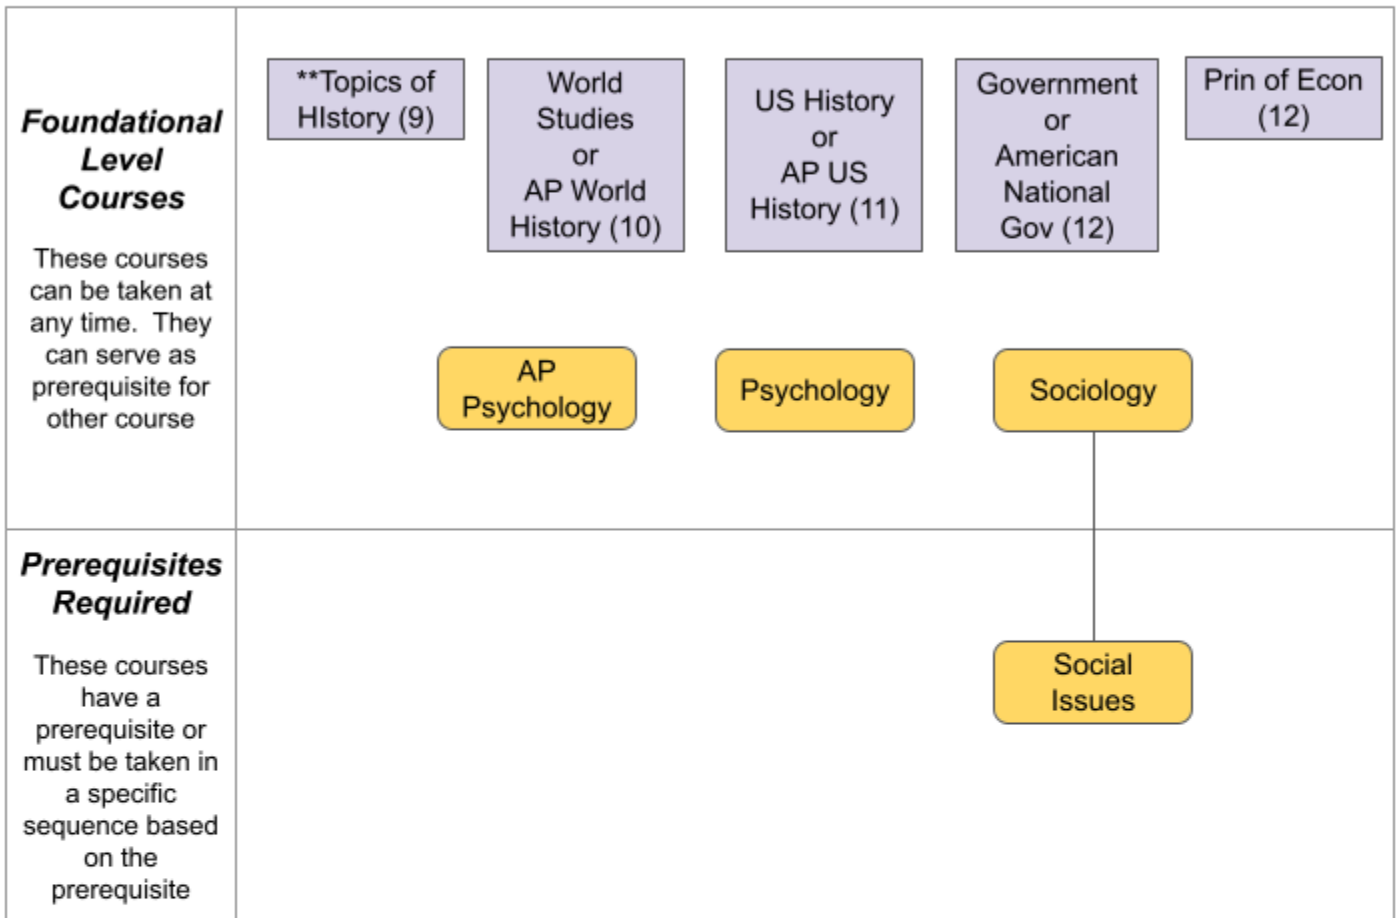 Foundational
Level
Courses
These courses
can be taken at
any time. They
can serve as
prerequisite for
other course
**Topics of
HIstory (9)
World
Studies
or
AP World
History (10)
US History
or
AP US
History (11)
Government
or
American
National
Gov (12)
Prin of Econ
(12)
AP
Psychology
Psychology
Sociology
Prerequisites
Required
These courses
have a
prerequisite or
must be taken in
a specific
sequence based
on the
prerequisite
Social
Issues